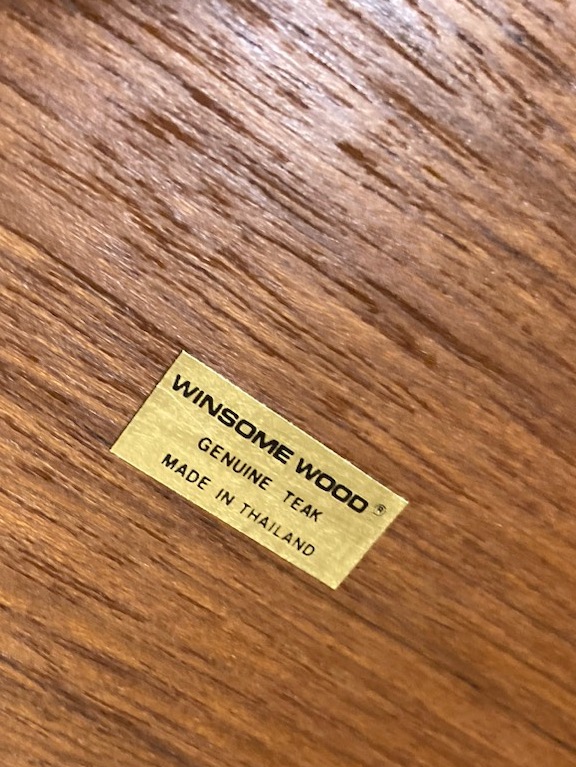 WINSOME WOOD ®
GENUINE TEAK
MADE IN THAILAND